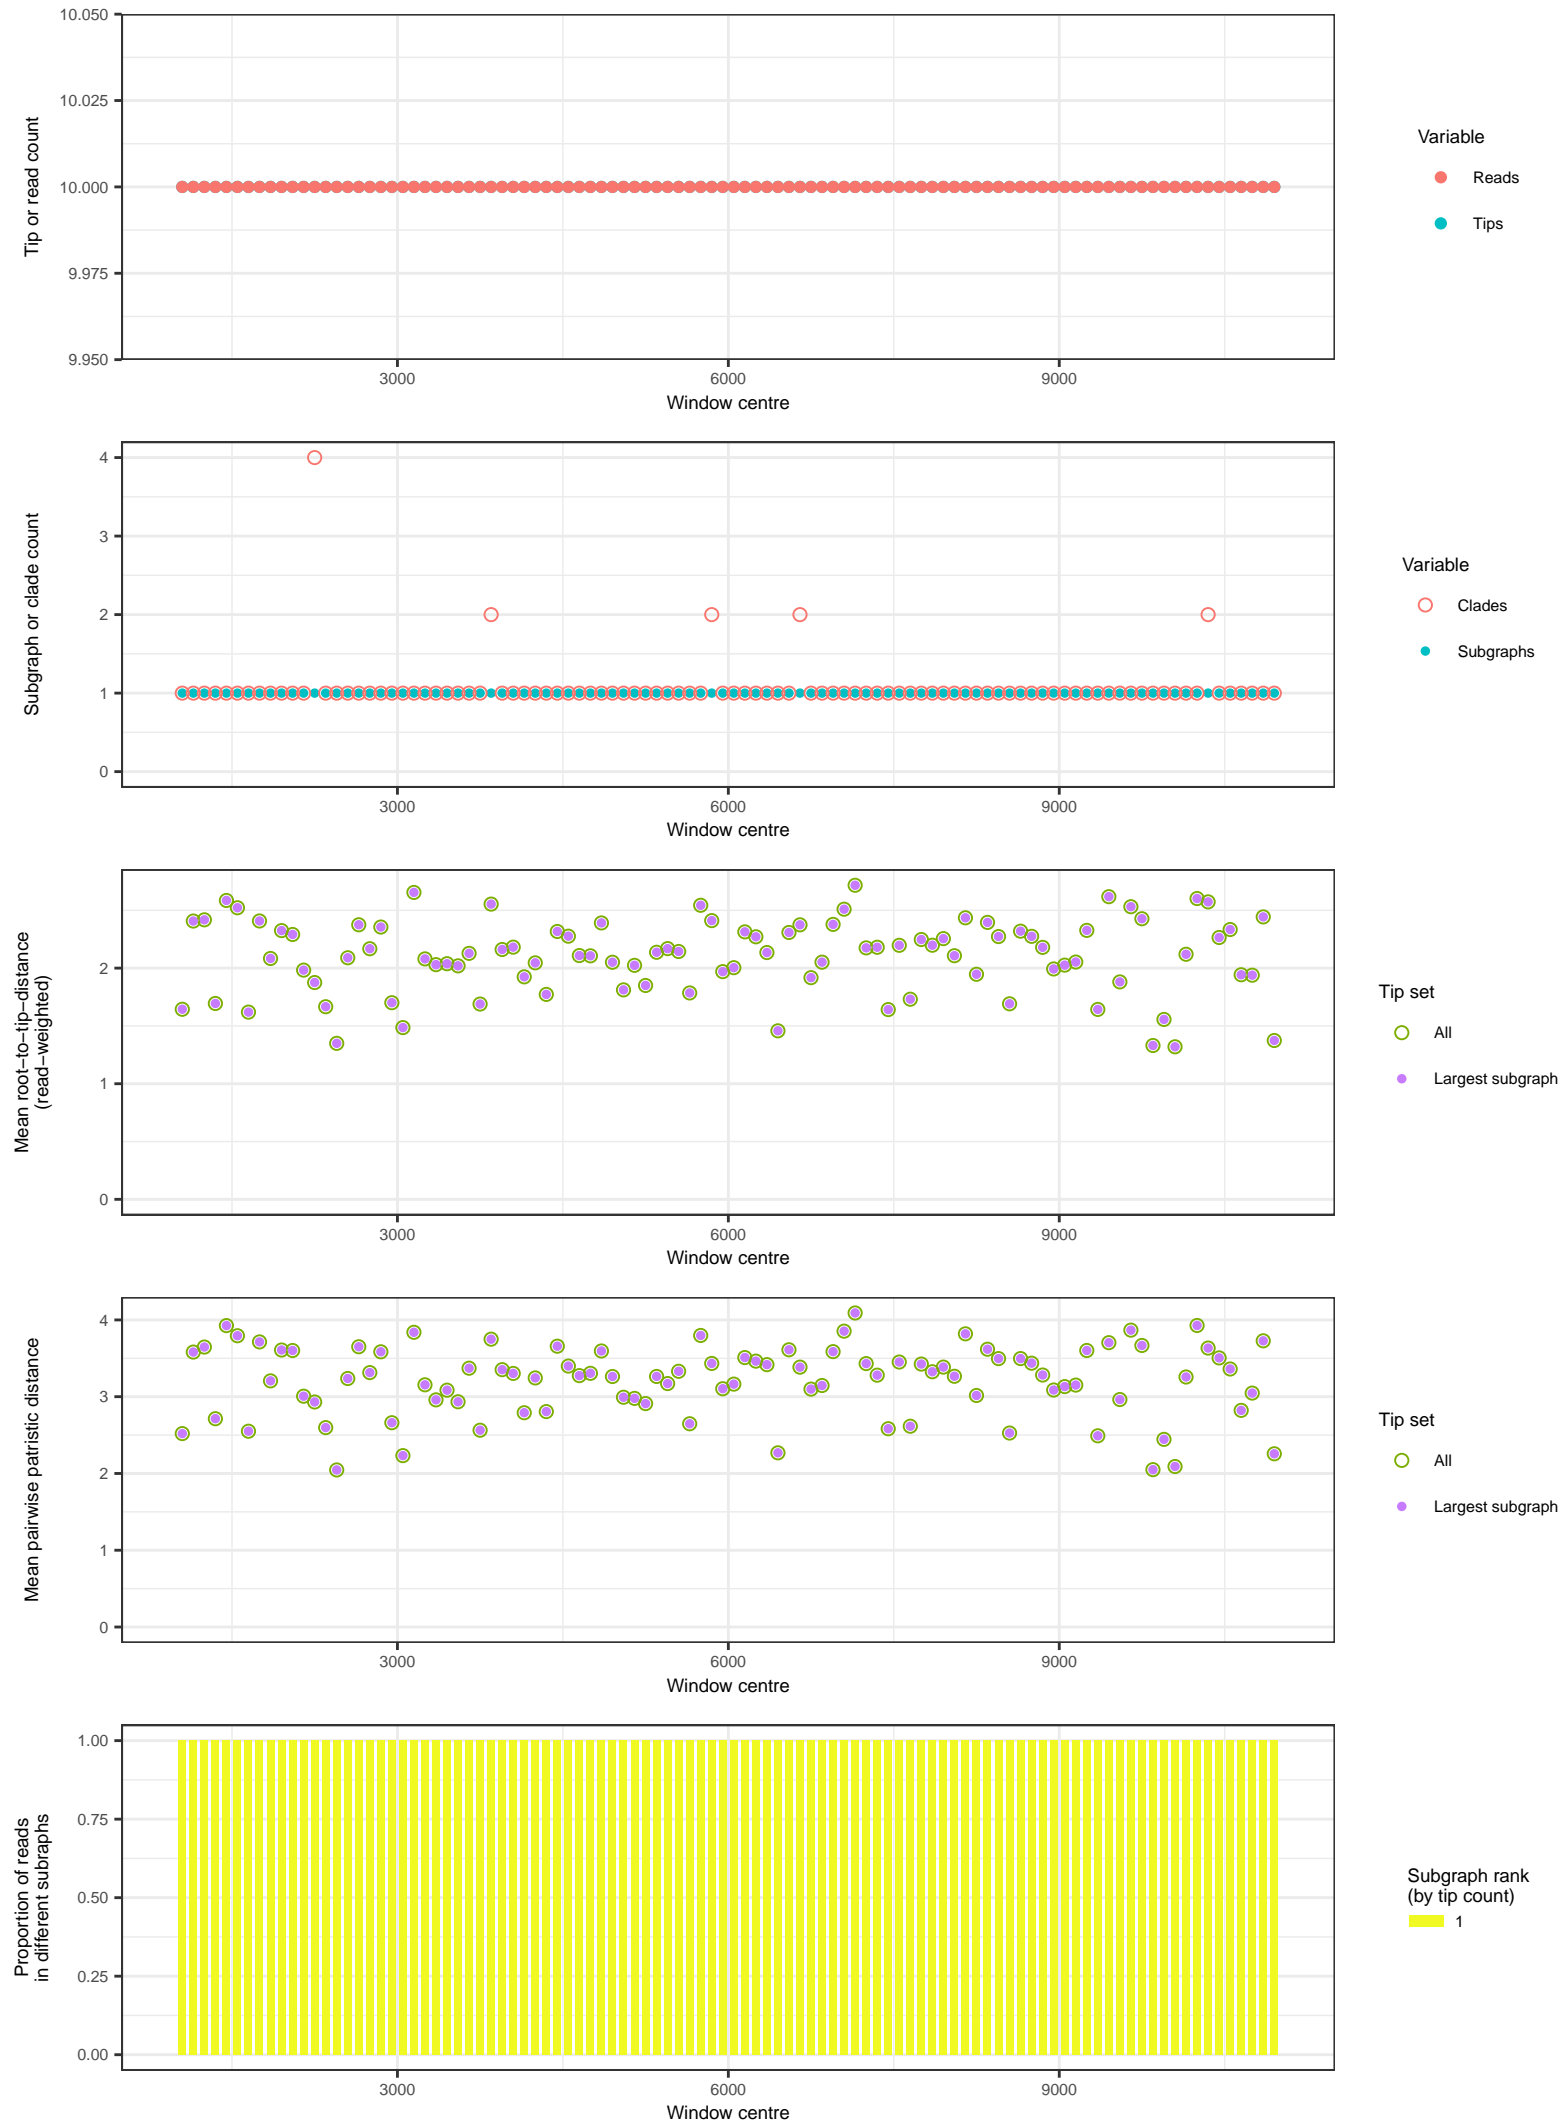 10.050
10.025
10.000
9.975
9.950
Tip or read count
3000 6000 9000
Window centre
Variable
Reads
Tips
4
3
2
1
0
Subgraph or clade count
3000 6000 9000
Window centre
Variable
Clades
Subgraphs
2
1
0
Mean root−to−tip−distance
(read−weighted)
3000 6000 9000
Window centre
Tip set
All
Largest subgraph
4
3
2
1
0
Mean pairwise patristic distance
3000 6000 9000
Window centre
Tip set
All
Largest subgraph
1.00
0.75
0.50
0.25
0.00
Proportion of reads
in different subraphs
3000 6000 9000
Window centre
Subgraph rank
(by tip count)
1